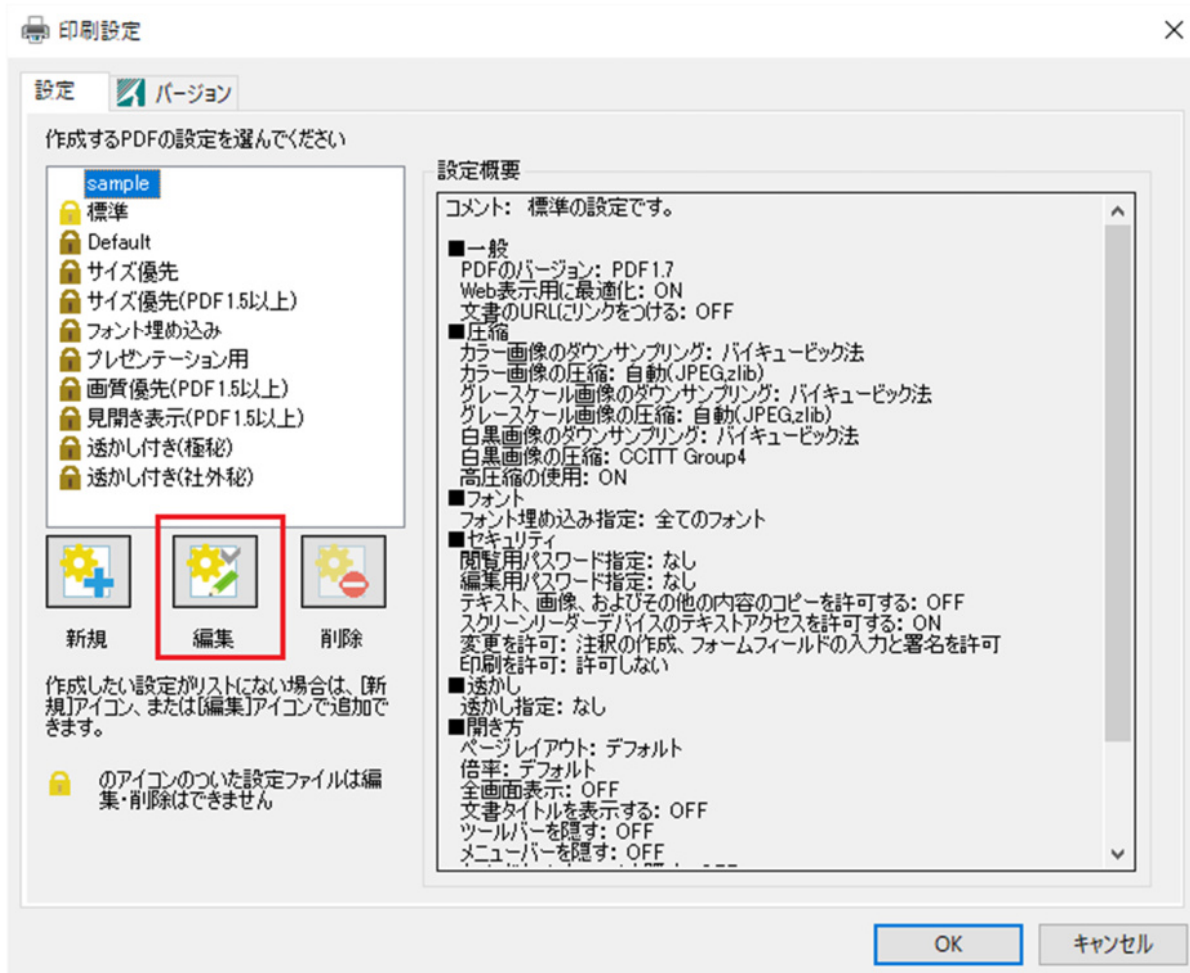 印刷設定
設定
バージョン
作成するPDFの設定を選んでください
sample
標準
Default
サイズ優先
サイズ優先(PDF1.5以上)
フォント埋め込み
プレゼンテーション用
画質優先(PDF1.5以上)
見開き表示(PDF1.5以上)
透かし付き(極秘)
透かし付き(社外秘)
新規
編集
削除
作成したい設定がリストにない場合は、[新
規]アイコン、または[編集]アイコンで追加で
きます。
のアイコンのついた設定ファイルは編
集・削除はできません
設定概要
コメント: 標準の設定です。
■一般
PDFのバージョン: PDF1.7
Web表示用に最適化: ON
文書のURLにリンクをつける: OFF
■圧縮
カラー画像のダウンサンプリング: バイキュービック法
カラー画像の圧縮: 自動(JPEG,zlib)
グレースケール画像のダウンサンプリング: バイキュービック法
グレースケール画像の圧縮: 自動(JPEG,zlib)
白黒画像のダウンサンプリング: バイキュービック法
白黒画像の圧縮: CCITT Group4
高圧縮の使用: ON
■フォント
フォント埋め込み指定: 全てのフォント
■セキュリティ
閲覧用パスワード指定: なし
編集用パスワード指定: なし
テキスト、画像、およびその他の内容のコピーを許可する: OFF
スクリーンリーダーデバイスのテキストアクセスを許可する: ON
変更を許可: 注釈の作成、フォームフィールドの入力と署名を許可
印刷を許可: 許可しない
■透かし
透かし指定: なし
■開き方
ページレイアウト: デフォルト
倍率: デフォルト
全画面表示: OFF
文書タイトルを表示する: OFF
ツールバーを隠す: OFF
メニューバーを隠す: OFF
OK
キャンセル